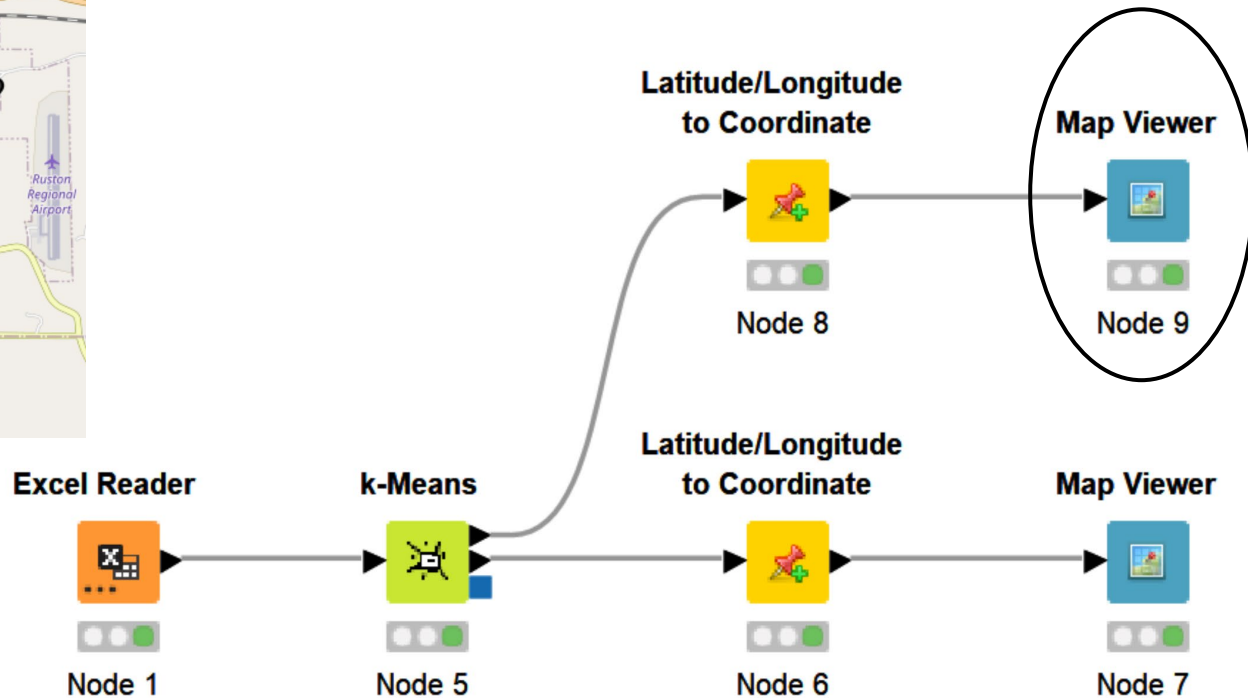 Ruston
Regional
Airport
Latitude/Longitude
to Coordinate
Map Viewer
Node 8
Node 9
Excel Reader
k-Means
Latitude/Longitude
to Coordinate
Map Viewer
Node 1
Node 5
Node 6
Node 7